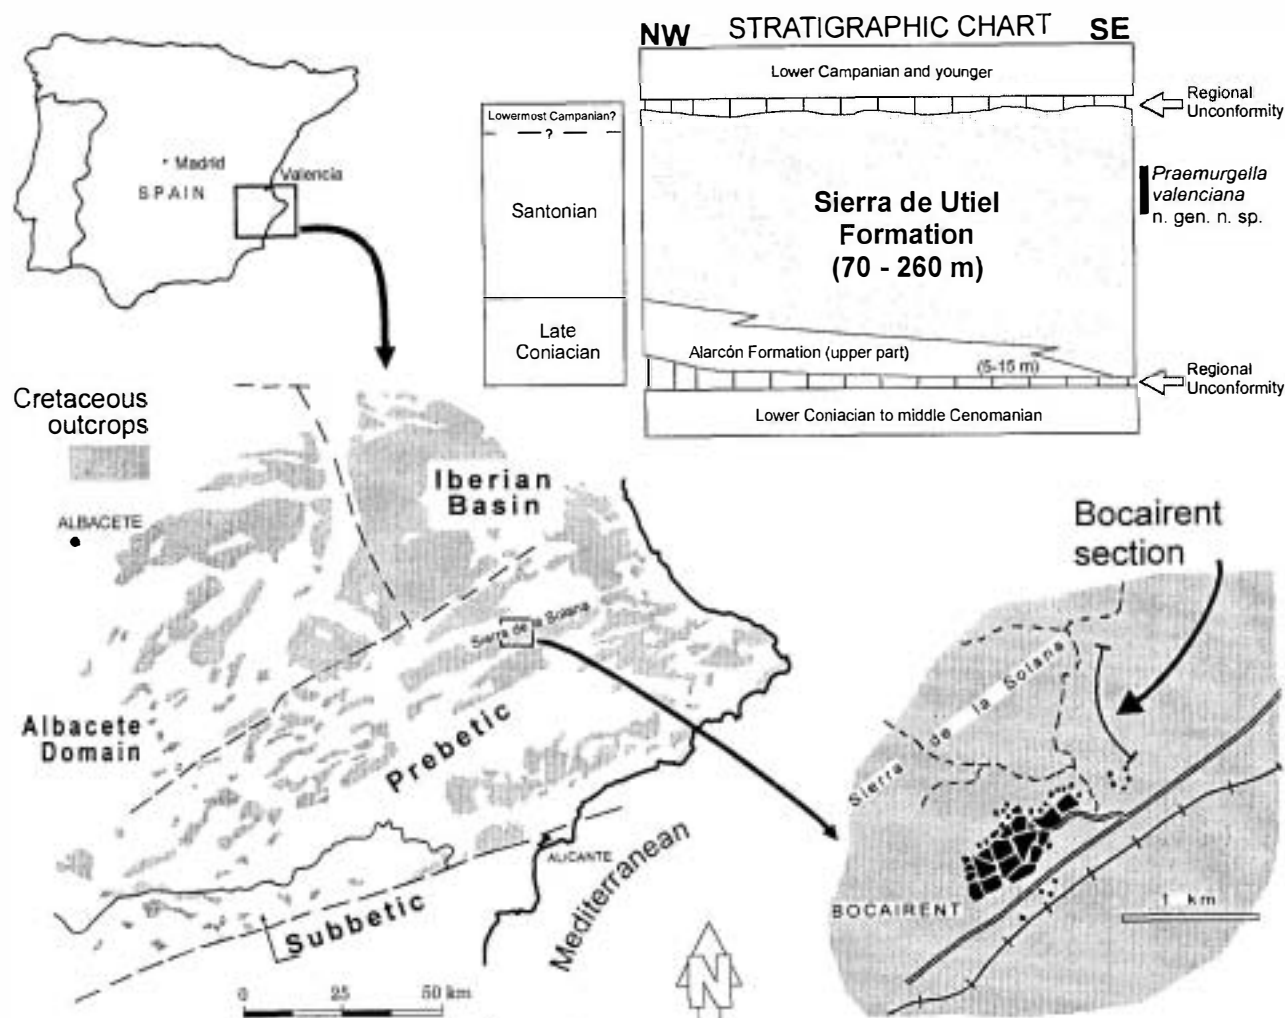 NW STRATIGRAPHIC CHART SE
Lower Campanian and younger
Regional
Unconformity
Lowermost Campanian?
?
Madrid
SPAIN
Valencia
Santonian
Sierra de Utiel
Formation
(70 - 260 m)
Praemurgella
valenciana
n. gen. n. sp.
Late
Coniacian
Alarcón Formation (upper part)
(5-15 m)
Regional
Unconformity
Lower Coniacian to middle Cenomanian
Cretaceous
outcrops
ALBACETE
Iberian
Basin
Sierra de la Solana
Albacete
Domain
Prebetic
Subbetic
ALICANTE
Mediterranean
0 25 50 km
N
Bocairent
section
Sierra de la Solana
BOCAIRENT
1 km